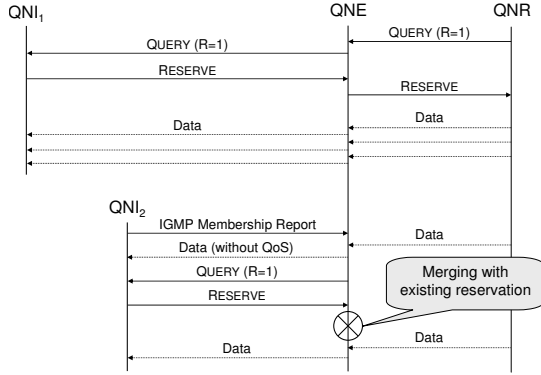 QNI₁ QNE QNR
QUERY (R=1)
QUERY (R=1)
RESERVE
RESERVE
Data Data
QNI₂
IGMP Membership Report
Data
Data (without QoS)
QUERY (R=1)
Merging with
existing reservation
RESERVE
Data
Data